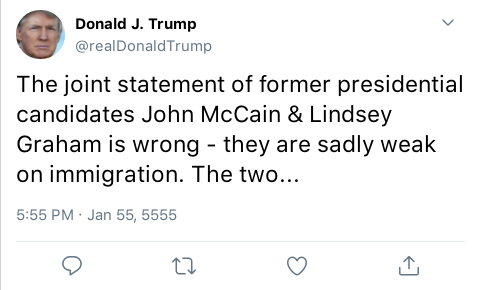 Donald J. Trump
@realDonaldTrump
The joint statement of former presidential
candidates John McCain & Lindsey
Graham is wrong - they are sadly weak
on immigration. The two...
5:55 PM · Jan 55, 5555